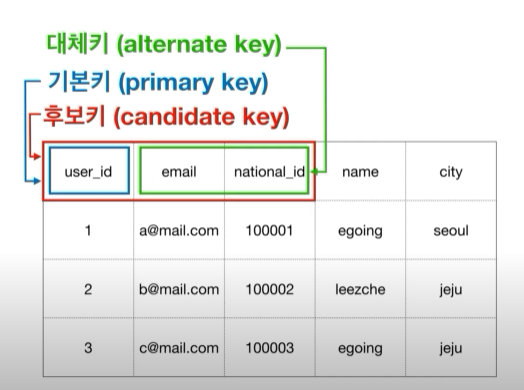 대체키 (alternate key)
기본키 (primary key)
후보키 (candidate key)
user_id email national_id name city
1 a@mail.com 100001 egoing seoul
2 b@mail.com 100002 leezche jeju
3 c@mail.com 100003 egoing jeju